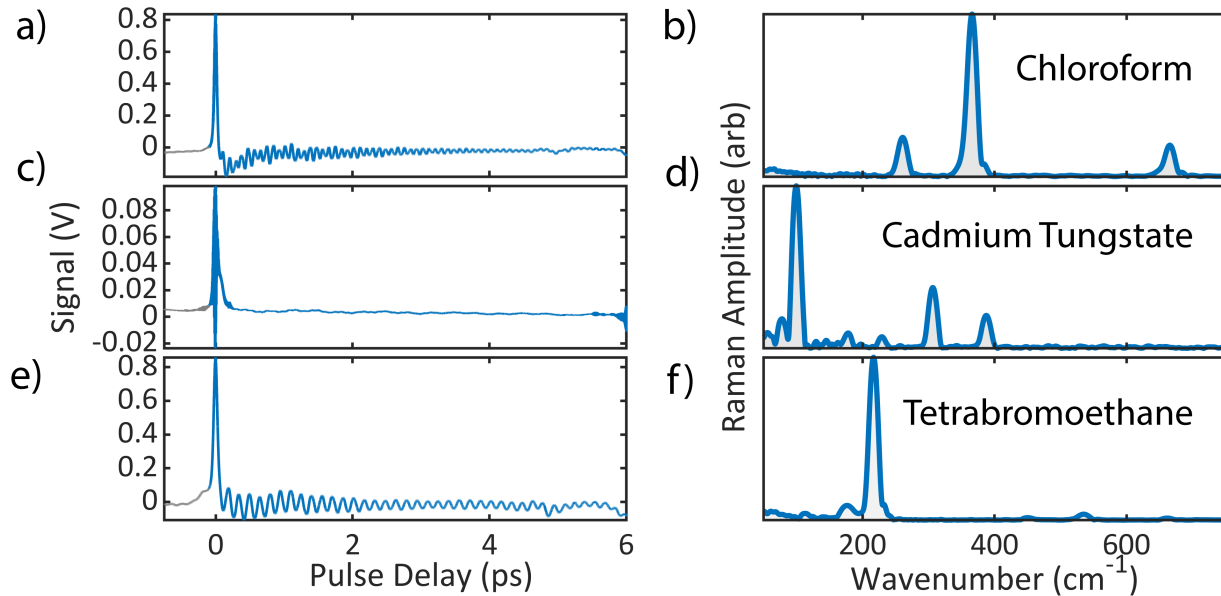 a)
0.8
0.6
0.4
0.2
0
b)
Chloroform
c)
0.08
0.06
0.04
0.02
0
-0.02
Signal (V)
d)
Cadmium Tungstate
Raman Amplitude (arb)
e)
0.8
0.6
0.4
0.2
0
f)
Tetrabromoethane
0 2 4 6
Pulse Delay (ps)
200 400 600
Wavenumber (cm⁻¹)